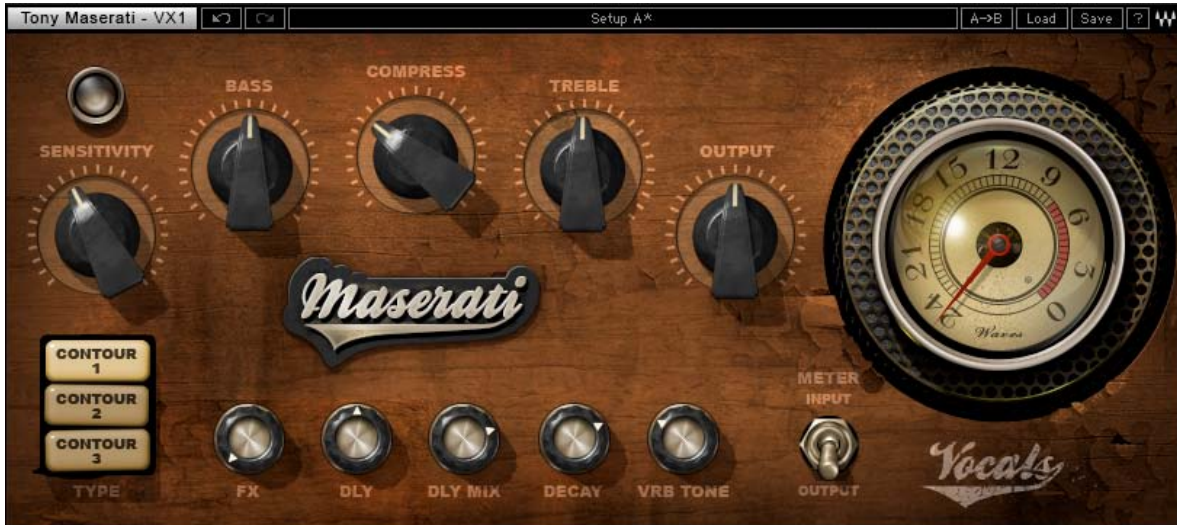 Tony Maserati - VX1
Setup A*
A→B
Load
Save
?
BASS
COMPRESS
TREBLE
SENSITIVITY
OUTPUT
Maserati
24
21
18
15
12
9
6
3
0
Waves
CONTOUR
1
CONTOUR
2
CONTOUR
3
TYPE
FX
DLY
DLY MIX
DECAY
VRB TONE
METER
INPUT
OUTPUT
Vocals